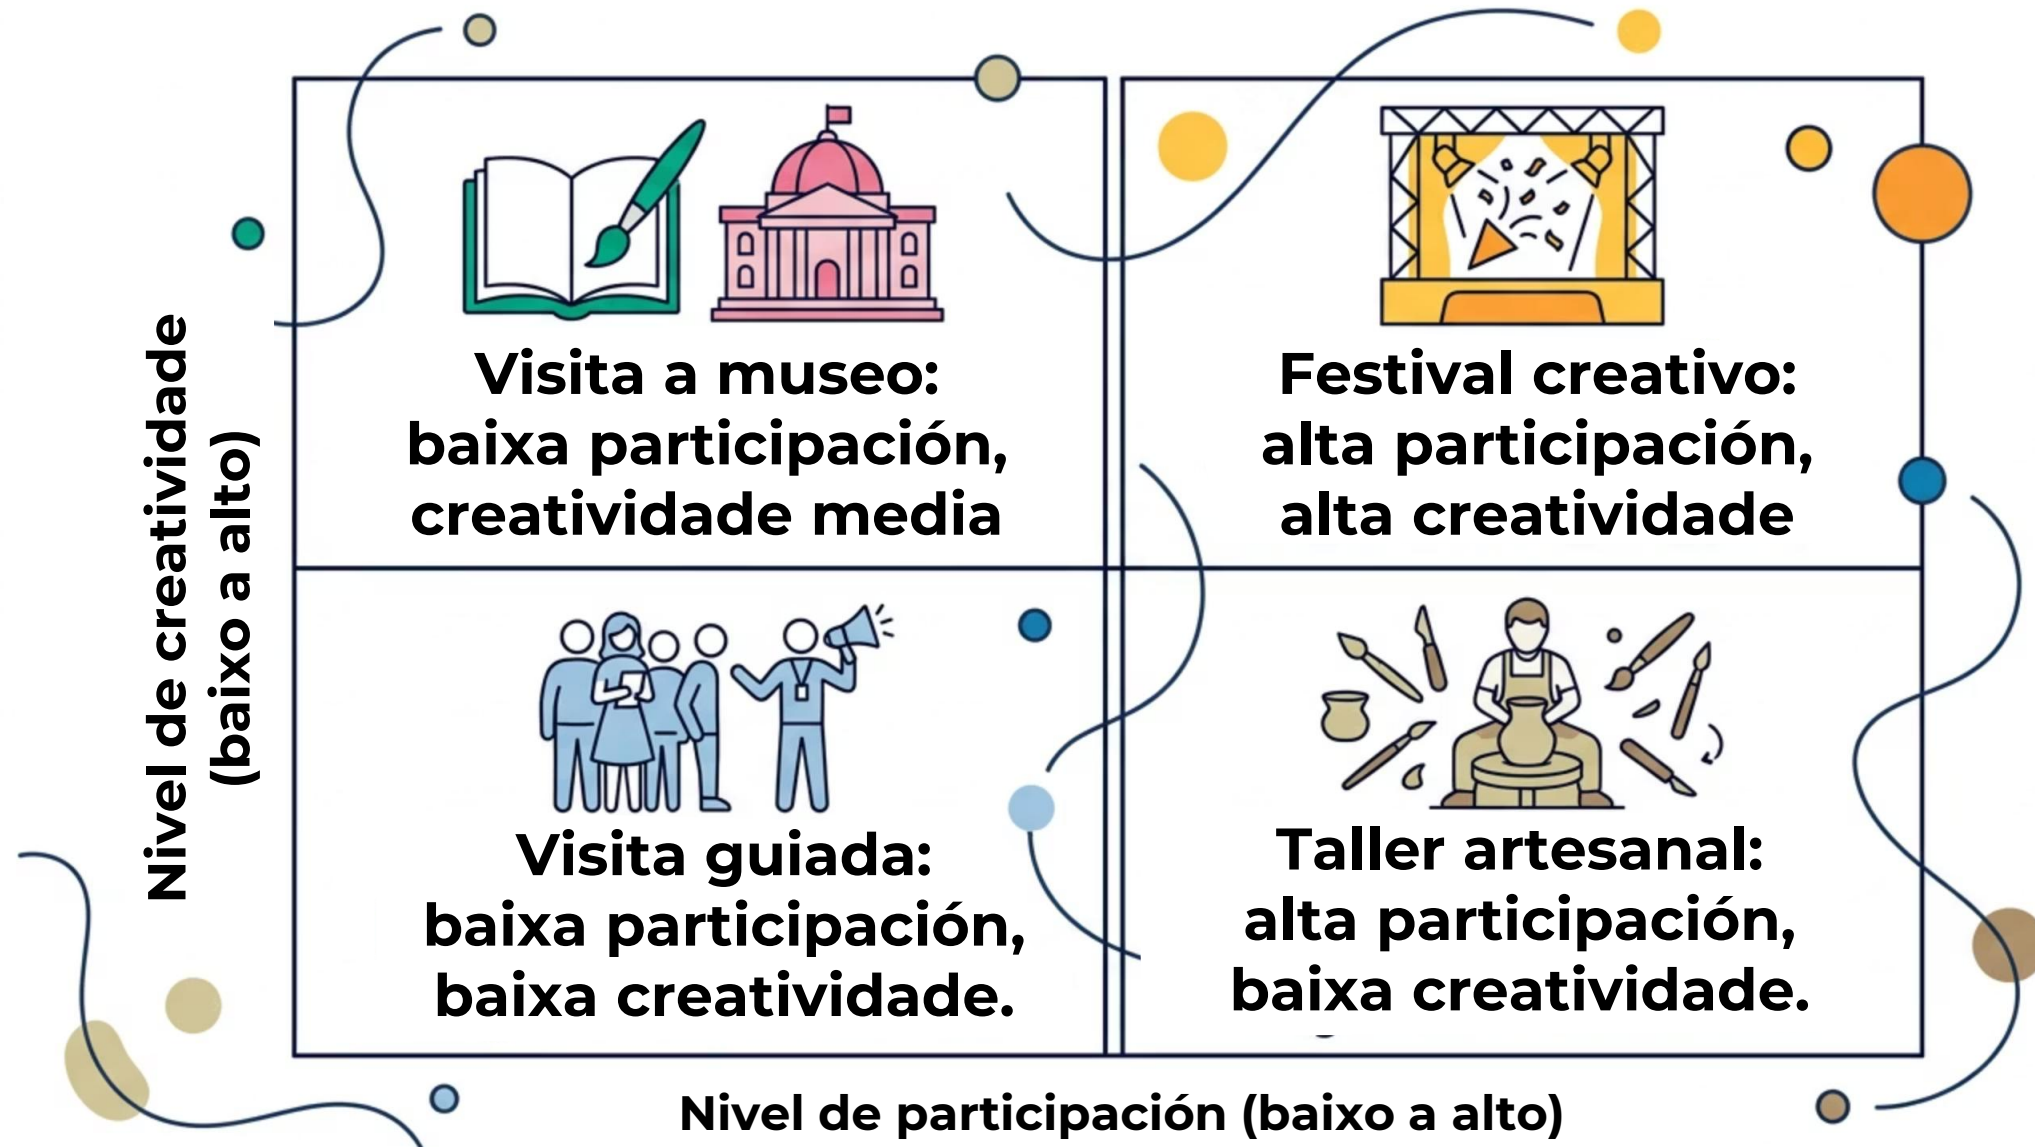 Nivel de creatividade
(baixo a alto)
Visita a museo:
baixa participación,
creatividade media
Festival creativo:
alta participación,
alta creatividade
Visita guiada:
baixa participación,
baixa creatividade.
Taller artesanal:
alta participación,
baixa creatividade.
Nivel de participación (baixo a alto)